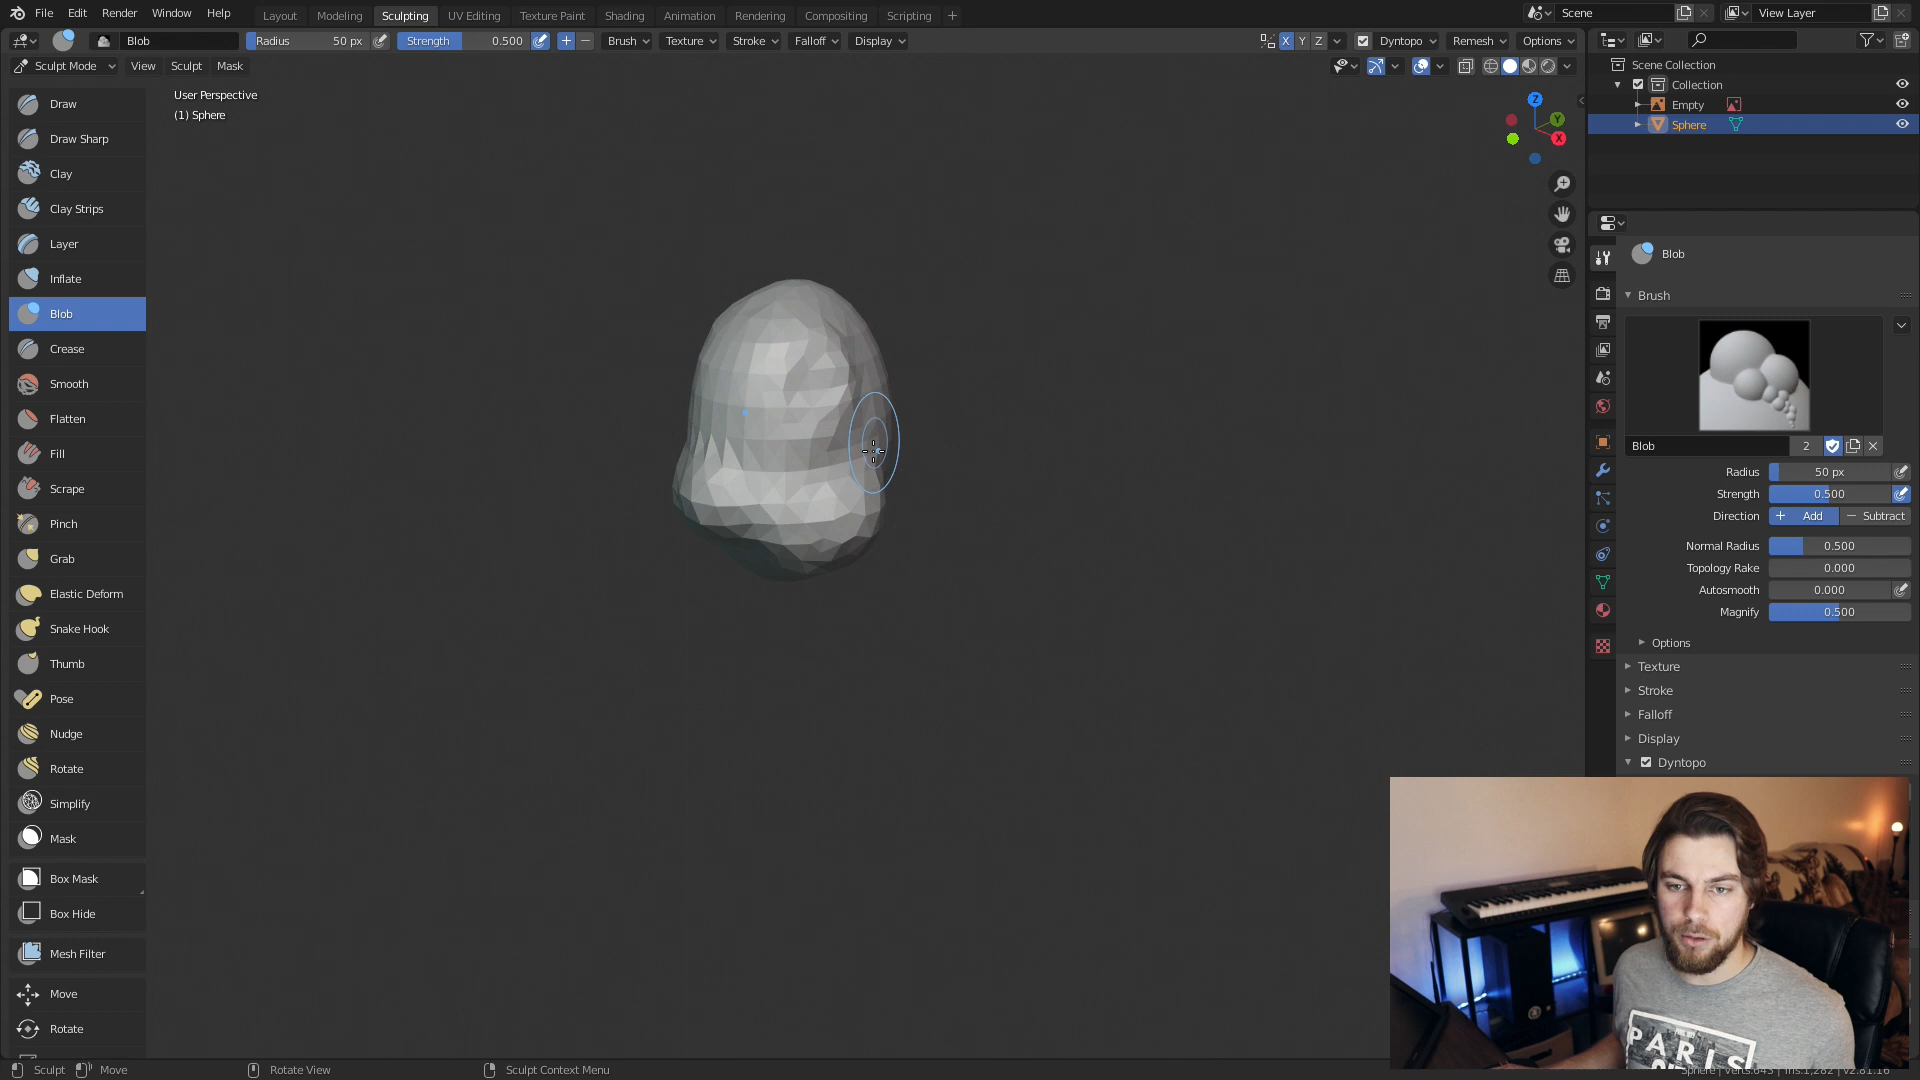 File Edit Render Window Help Layout Modeling Sculpting UV Editing Texture Paint Shading Animation Rendering Compositing Scripting + Scene View Layer
Blob Radius 50 px Strength 0.500 + − Brush Texture Stroke Falloff Display X Y Z Dyntopo Remesh Options
Sculpt Mode View Sculpt Mask
User Perspective
(1) Sphere
Draw
Draw Sharp
Clay
Clay Strips
Layer
Inflate
Blob
Crease
Smooth
Flatten
Fill
Scrape
Pinch
Grab
Elastic Deform
Snake Hook
Thumb
Pose
Nudge
Rotate
Simplify
Mask
Box Mask
Box Hide
Mesh Filter
Move
Rotate
Z
Y
X
Scene Collection
Collection
Empty
Sphere
Blob
Brush
Blob 2
Radius 50 px
Strength 0.500
Direction + Add − Subtract
Normal Radius 0.500
Topology Rake 0.000
Autosmooth 0.000
Magnify 0.500
Options
Texture
Stroke
Falloff
Display
Dyntopo
PARIS
Sculpt Move Rotate View Sculpt Context Menu